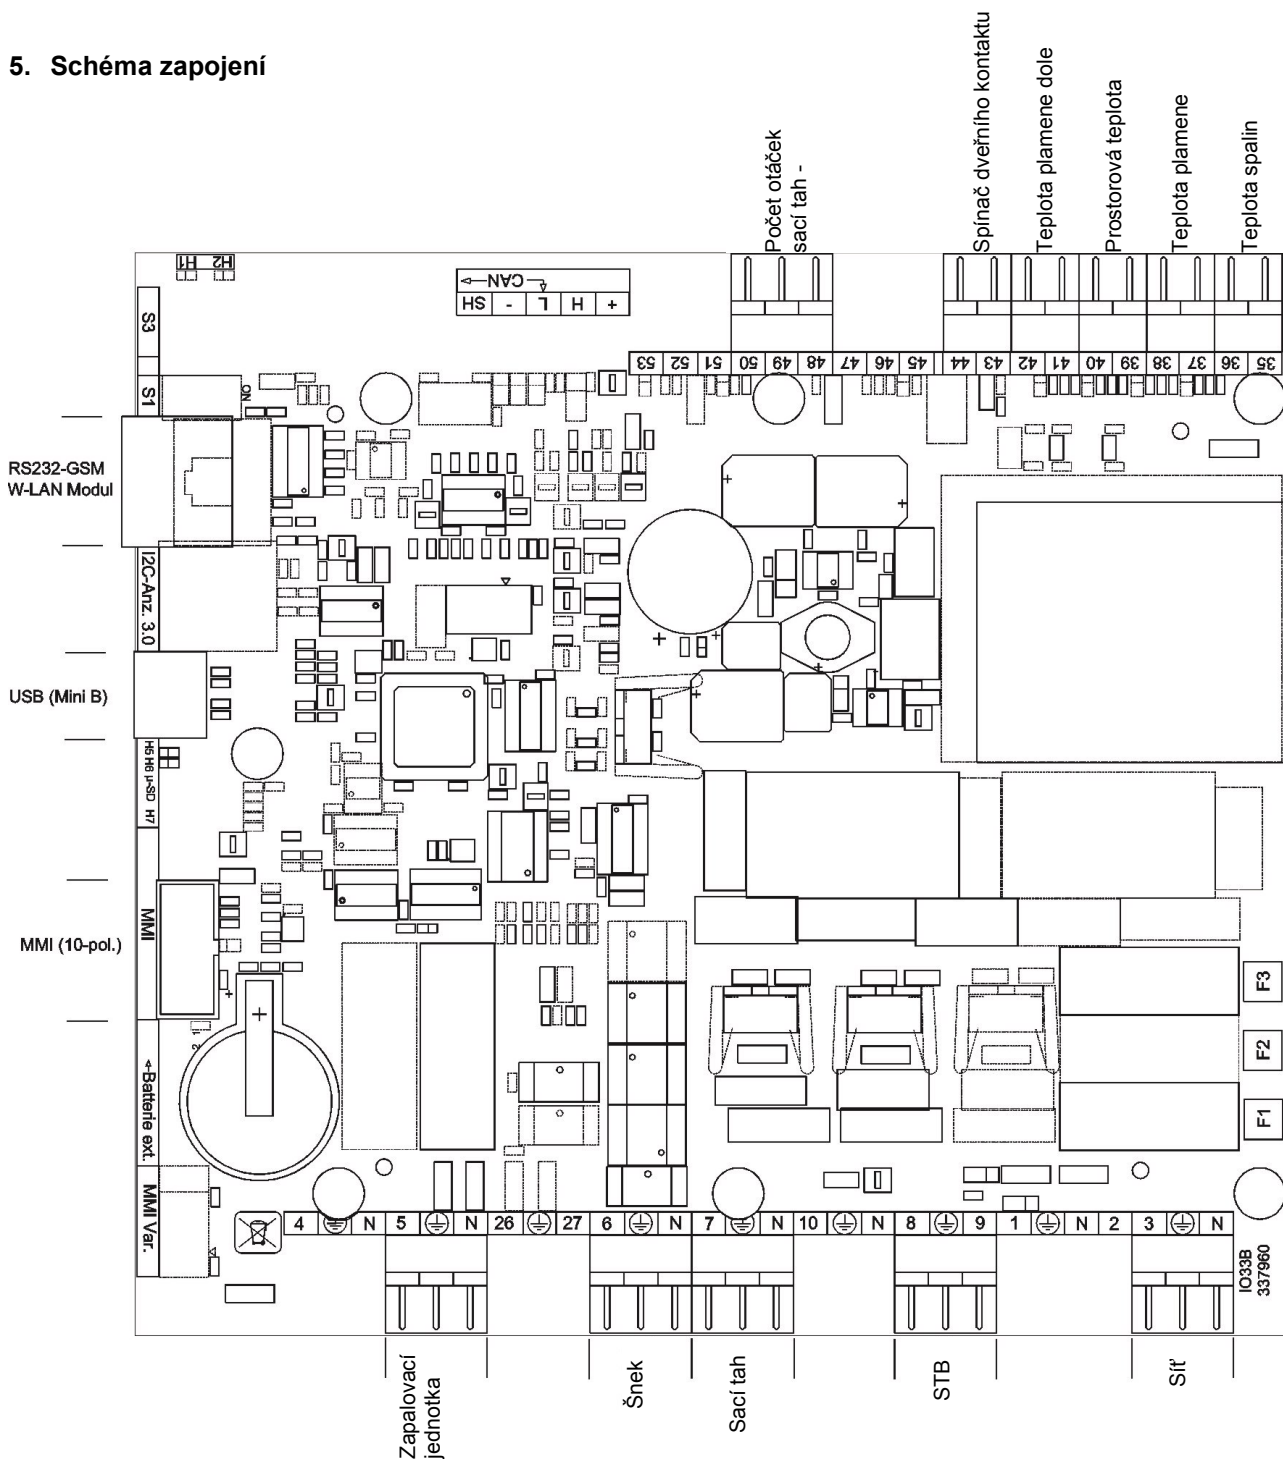 5. Schéma zapojení
Počet otáček
sací tah -
Spínač dveřního kontaktu
Teplota plamene dole
Prostorová teplota
Teplota plamene
Teplota spalin
H1 H2
←CAN
SH - L H +
53 52 51 50 49 48 47 46 45 44 43 42 41 40 39 38 37 36 35
S3
S1
ON
RS232-GSM
W-LAN Modul
I2C-Anz. 3.0
USB (Mini B)
H5 H6 µ-SD H7
MMI
MMI (10-pol.)
+
2 1
←Batterie ext.
MMI Var.
F3
F2
F1
4 N 5 N 26 27 6 N 7 N 10 N 8 9 1 N 2 3 N
IO33B
337960
Zapalovací
jednotka
Šnek
Sací tah
STB
Síť